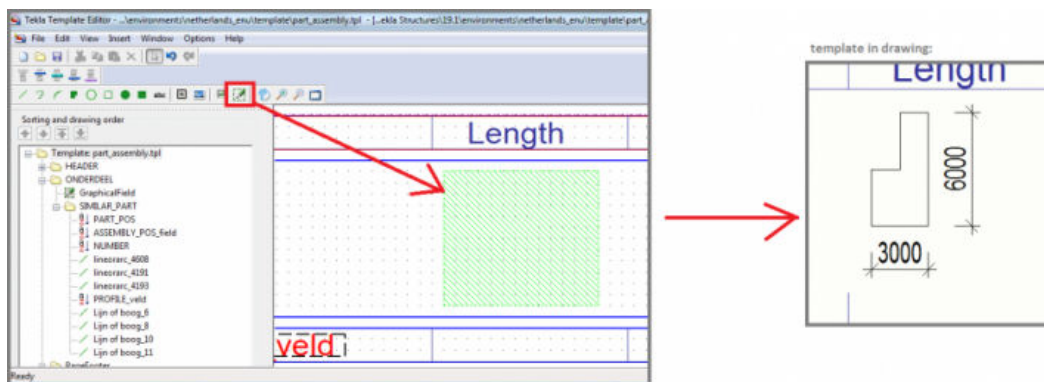 Tekla Template Editor - ...\environments\netherlands_enu\template\part_assembly.tpl - [...ekla Structures\19.1\environments\netherlands_enu\template\part_
File Edit View Insert Window Options Help
abc
Sorting and drawing order
Template: part_assembly.tpl
HEADER
ONDERDEEL
GraphicalField
SIMILAR_PART
PART_POS
ASSEMBLY_POS_field
NUMBER
lineorarc_4608
lineorarc_4191
lineorarc_4193
PROFILE_veld
Lijn of boog_6
Lijn of boog_8
Lijn of boog_10
Lijn of boog_11
PageFooter
Ready
Length
veld
template in drawing:
Length
6000
3000